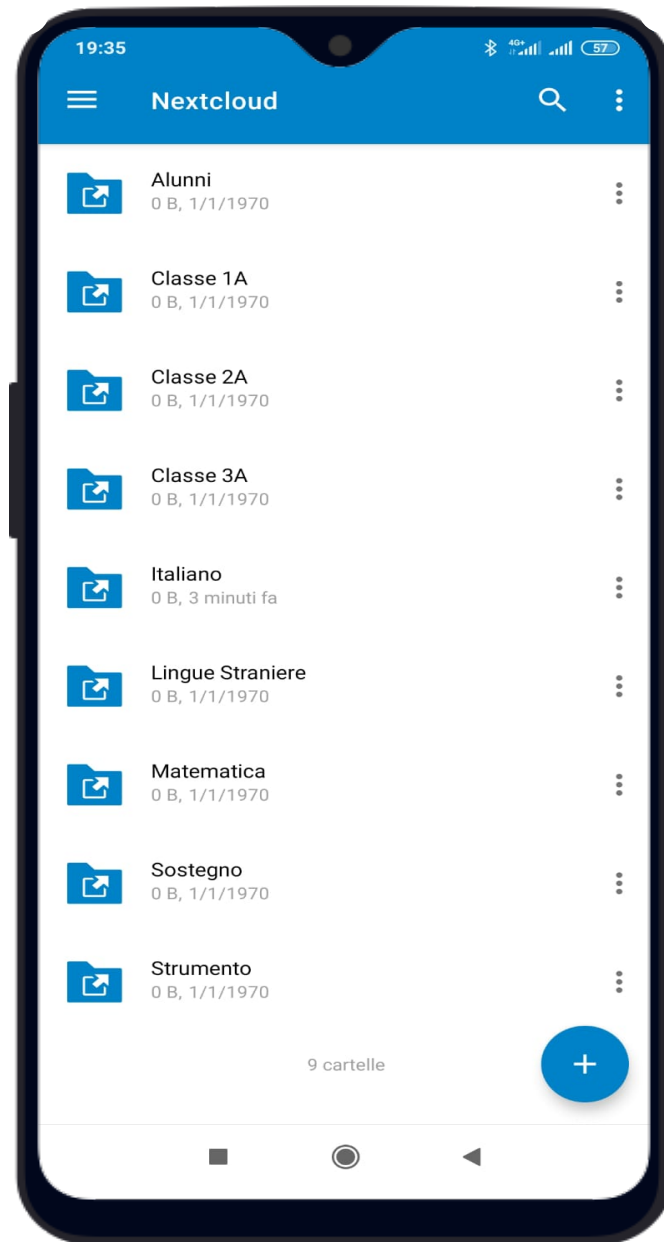 19:35
4G+
57
Nextcloud
Alunni
0 B, 1/1/1970
Classe 1A
0 B, 1/1/1970
Classe 2A
0 B, 1/1/1970
Classe 3A
0 B, 1/1/1970
Italiano
0 B, 3 minuti fa
Lingue Straniere
0 B, 1/1/1970
Matematica
0 B, 1/1/1970
Sostegno
0 B, 1/1/1970
Strumento
0 B, 1/1/1970
9 cartelle